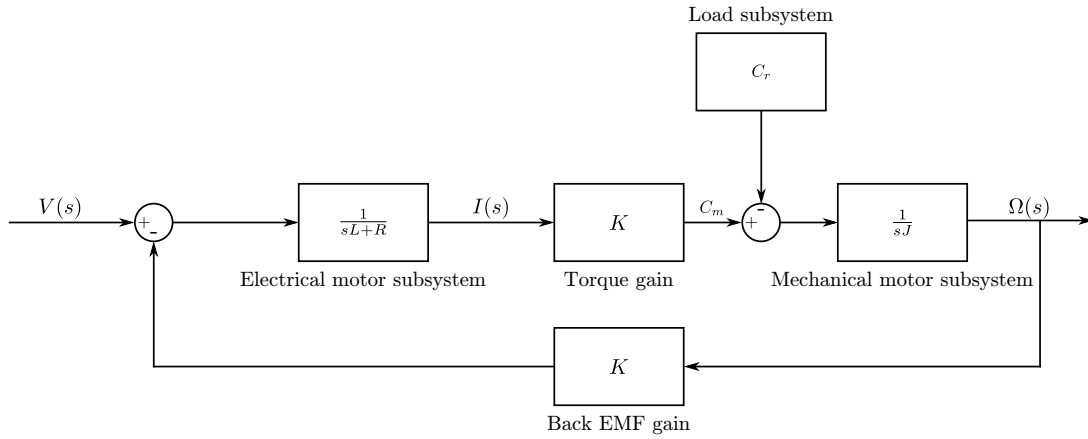 Load subsystem
C_r
V(s)
+
-
1/(sL+R)
I(s)
K
C_m
+
-
1/(sJ)
Ω(s)
Electrical motor subsystem
Torque gain
Mechanical motor subsystem
K
Back EMF gain